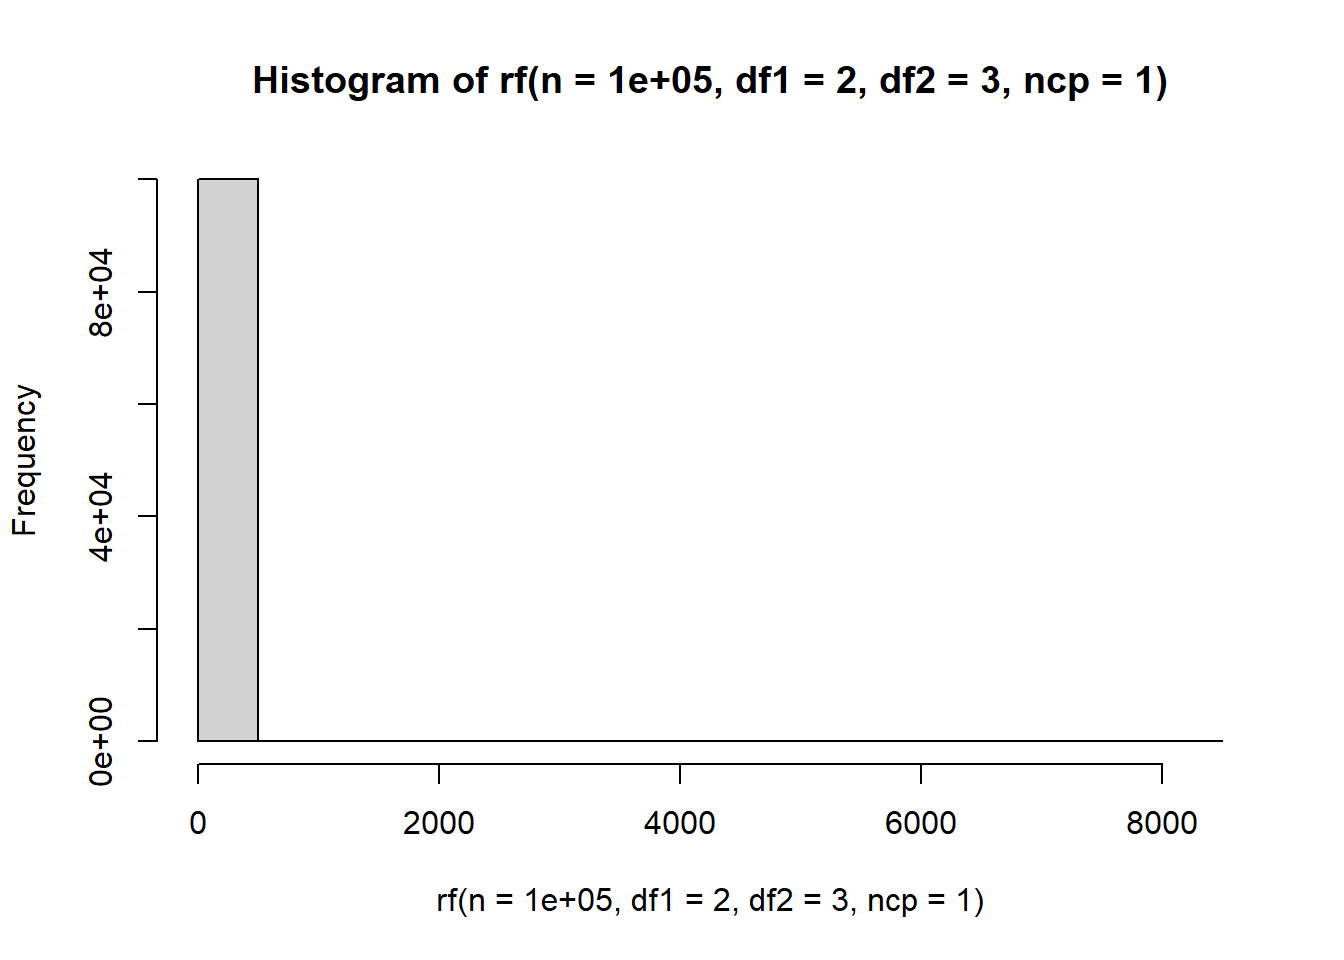 Histogram of rf(n = 1e+05, df1 = 2, df2 = 3, ncp = 1)
Frequency
8e+04
4e+04
0e+00
0 2000 4000 6000 8000
rf(n = 1e+05, df1 = 2, df2 = 3, ncp = 1)